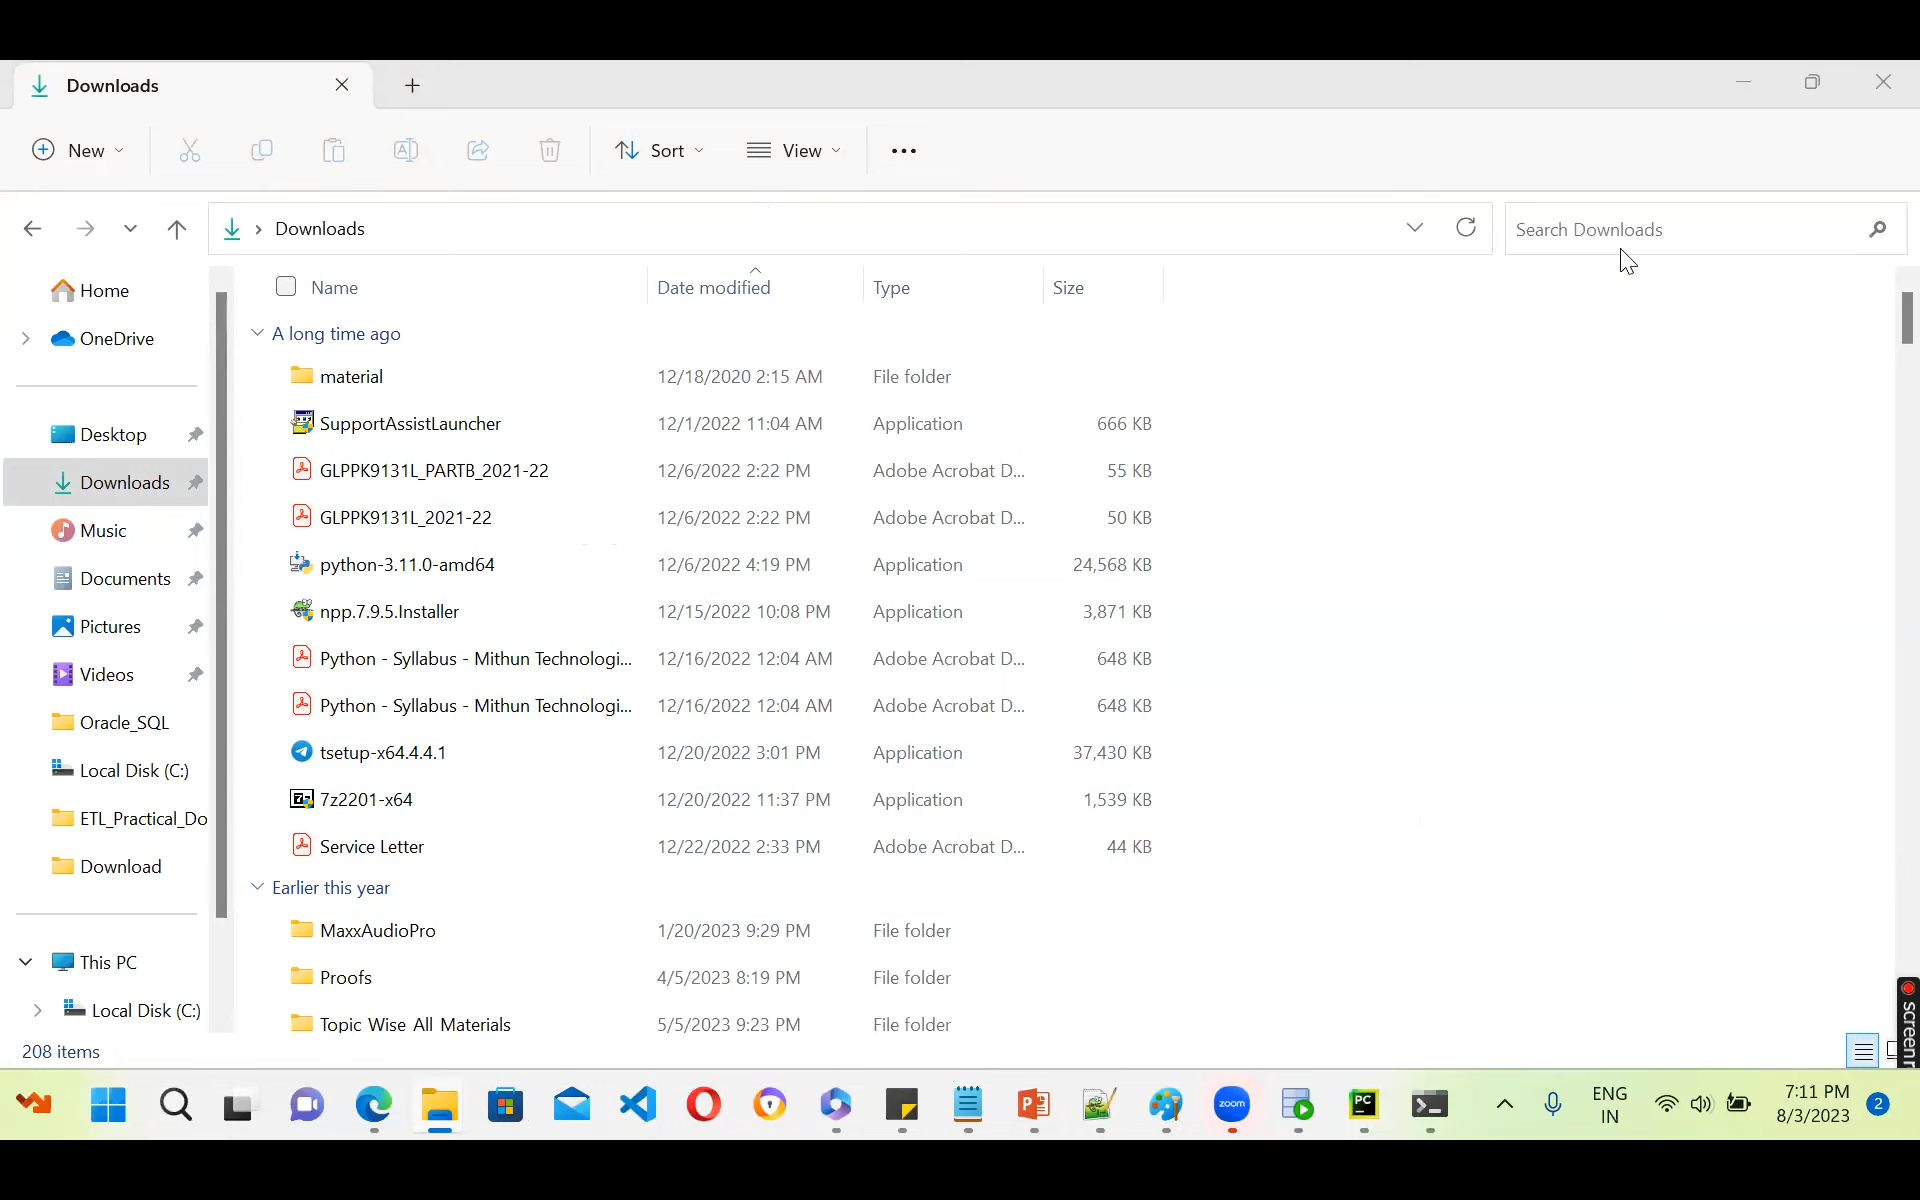 Downloads
New
Sort
View
Downloads
Search Downloads
Name Date modified Type Size
Home
OneDrive
Desktop
Downloads
Music
Documents
Pictures
Videos
Oracle_SQL
Local Disk (C:)
ETL_Practical_Do
Download
This PC
Local Disk (C:)
A long time ago
material 12/18/2020 2:15 AM File folder
SupportAssistLauncher 12/1/2022 11:04 AM Application 666 KB
GLPPK9131L_PARTB_2021-22 12/6/2022 2:22 PM Adobe Acrobat D... 55 KB
GLPPK9131L_2021-22 12/6/2022 2:22 PM Adobe Acrobat D... 50 KB
python-3.11.0-amd64 12/6/2022 4:19 PM Application 24,568 KB
npp.7.9.5.Installer 12/15/2022 10:08 PM Application 3,871 KB
Python - Syllabus - Mithun Technologi... 12/16/2022 12:04 AM Adobe Acrobat D... 648 KB
Python - Syllabus - Mithun Technologi... 12/16/2022 12:04 AM Adobe Acrobat D... 648 KB
tsetup-x64.4.4.1 12/20/2022 3:01 PM Application 37,430 KB
7z2201-x64 12/20/2022 11:37 PM Application 1,539 KB
Service Letter 12/22/2022 2:33 PM Adobe Acrobat D... 44 KB
Earlier this year
MaxxAudioPro 1/20/2023 9:29 PM File folder
Proofs 4/5/2023 8:19 PM File folder
Topic Wise All Materials 5/5/2023 9:23 PM File folder
208 items
screenr
zoom
PC
ENG
IN
7:11 PM
8/3/2023
2